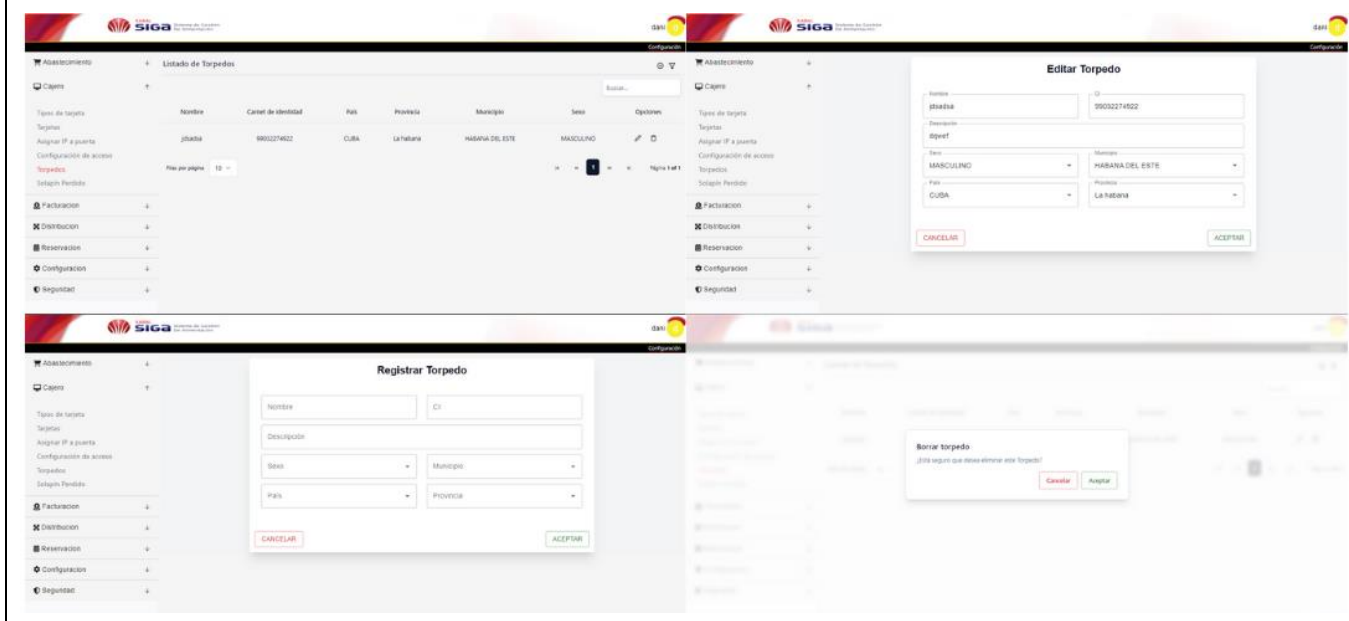 siga
dani
Configuración
Abastecimiento
Cajero
Tipos de tarjeta
Tarjetas
Asignar IP a puerta
Configuración de acceso
Torpedos
Solapín Perdido
Facturacion
Distribucion
Reservacion
Configuracion
Seguridad
Listado de Torpedos
Buscar...
Nombre Carnet de identidad País Provincia Municipio Sexo Opciones
CUBA La habana HABANA DEL ESTE MASCULINO
Filas por página 10
1
Página 1 of 1
siga
dani
Configuración
Abastecimiento
Cajero
Tipos de tarjeta
Tarjetas
Asignar IP a puerta
Configuración de acceso
Torpedos
Solapín Perdido
Facturacion
Distribucion
Reservacion
Configuracion
Seguridad
Editar Torpedo
Nombre CI
jdsadsa 99032274922
Descripción
Sexo Municipio
MASCULINO HABANA DEL ESTE
País Provincia
CUBA La habana
CANCELAR ACEPTAR
siga
dani
Configuración
Abastecimiento
Cajero
Tipos de tarjeta
Tarjetas
Asignar IP a puerta
Configuración de acceso
Torpedos
Solapín Perdido
Facturacion
Distribucion
Reservacion
Configuracion
Seguridad
Registrar Torpedo
Nombre CI
Descripción
Sexo Municipio
País Provincia
CANCELAR ACEPTAR
Borrar torpedo
¿Está seguro que desea eliminar este Torpedo?
Cancelar Aceptar